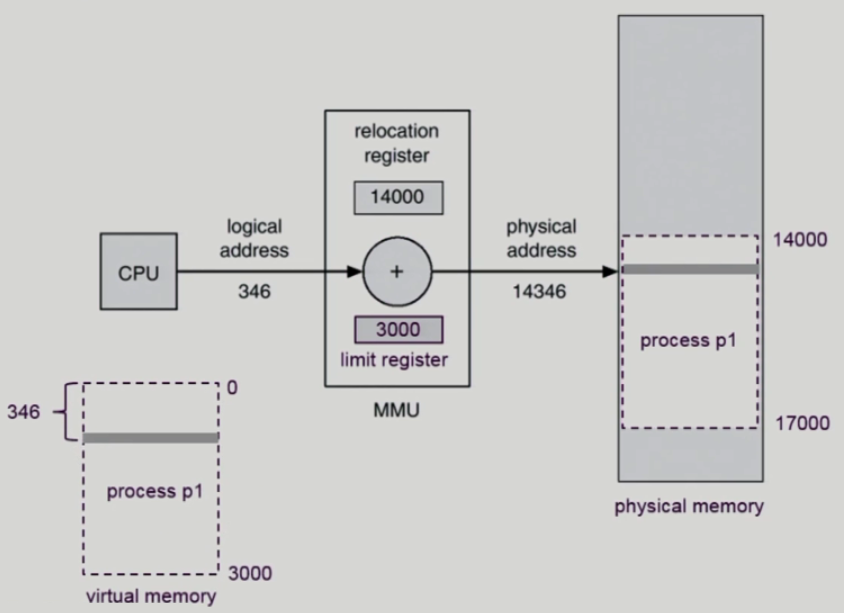 relocation
register
14000
logical
address
physical
address
14000
CPU
+
346
14346
3000
limit register
process p1
MMU
0
346
17000
process p1
physical memory
3000
virtual memory